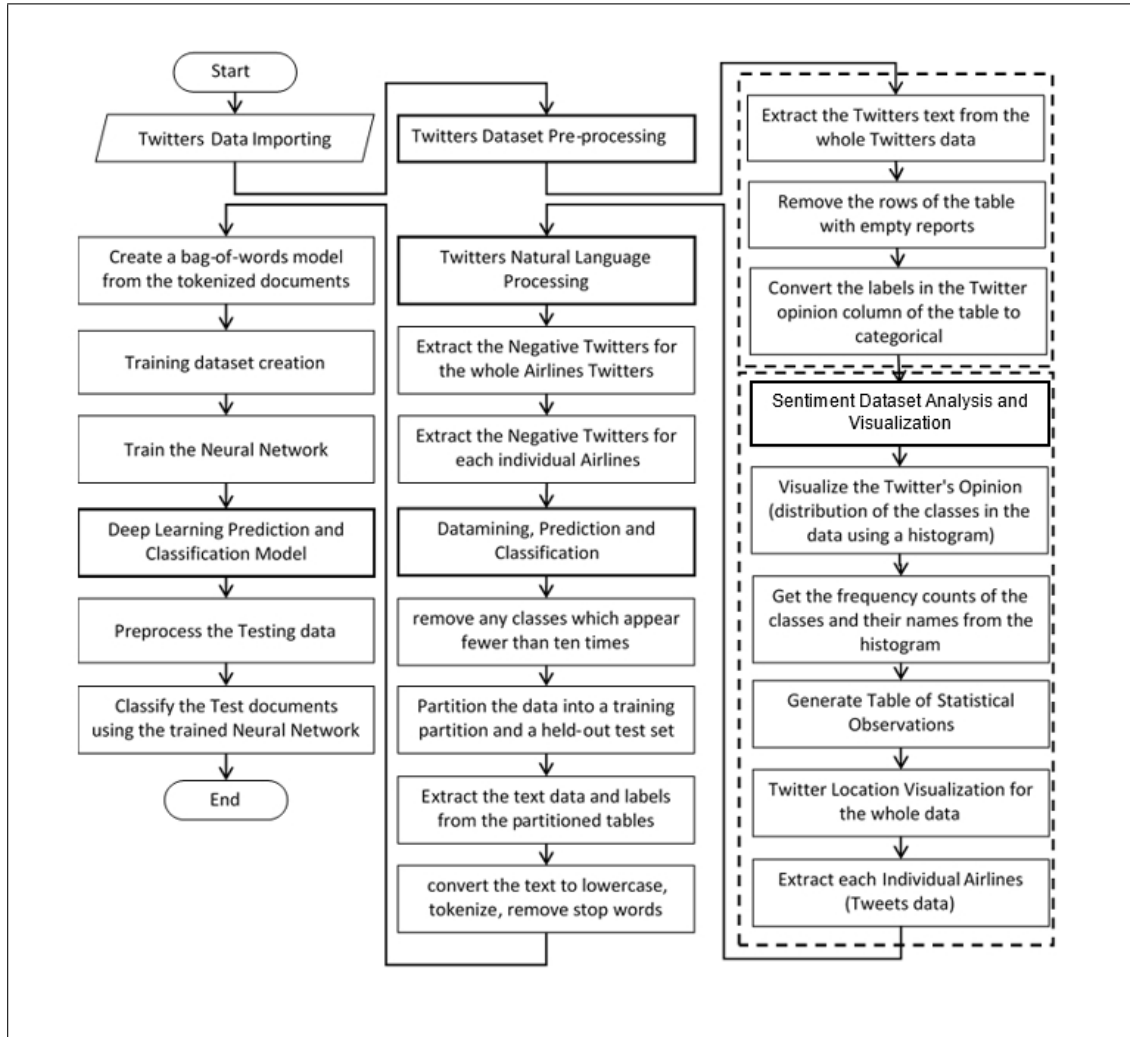 Start
Twitters Data Importing
Twitters Dataset Pre-processing
Extract the Twitters text from the
whole Twitters data
Remove the rows of the table
with empty reports
Convert the labels in the Twitter
opinion column of the table to
categorical
Sentiment Dataset Analysis and
Visualization
Visualize the Twitter's Opinion
(distribution of the classes in the
data using a histogram)
Get the frequency counts of the
classes and their names from the
histogram
Generate Table of Statistical
Observations
Twitter Location Visualization for
the whole data
Extract each Individual Airlines
(Tweets data)
Twitters Natural Language
Processing
Extract the Negative Twitters for
the whole Airlines Twitters
Extract the Negative Twitters for
each individual Airlines
Datamining, Prediction and
Classification
remove any classes which appear
fewer than ten times
Partition the data into a training
partition and a held-out test set
Extract the text data and labels
from the partitioned tables
convert the text to lowercase,
tokenize, remove stop words
Create a bag-of-words model
from the tokenized documents
Training dataset creation
Train the Neural Network
Deep Learning Prediction and
Classification Model
Preprocess the Testing data
Classify the Test documents
using the trained Neural Network
End